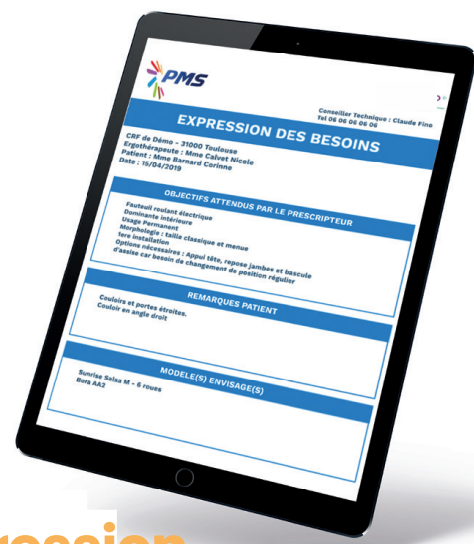 PMS
Conseiller Technique : Claude Fino
Tel 06 06 06 06 06
EXPRESSION DES BESOINS
CRF de Démo - 31000 Toulouse
Ergothérapeute : Mme Calvet Nicole
Patient : Mme Barnard Corinne
Date : 15/04/2019
OBJECTIFS ATTENDUS PAR LE PRESCRIPTEUR
Fauteuil roulant électrique
Dominante intérieure
Usage Permanent
Morphologie : taille classique et menue
1ere installation
Options nécessaires : Appui tête, repose jambes et bascule
d'assise car besoin de changement de position régulier
REMARQUES PATIENT
Couloirs et portes étroites.
Couloir en angle droit
MODELE(S) ENVISAGE(S)
Sunrise Salsa M - 6 roues
Rora AA2